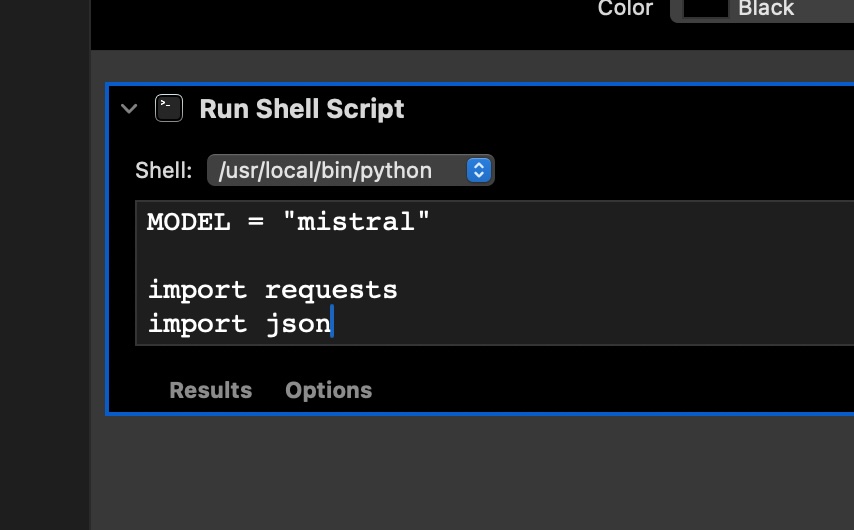 Color Black
Run Shell Script
Shell: /usr/local/bin/python
MODEL = "mistral"
import requests
import json
Results Options